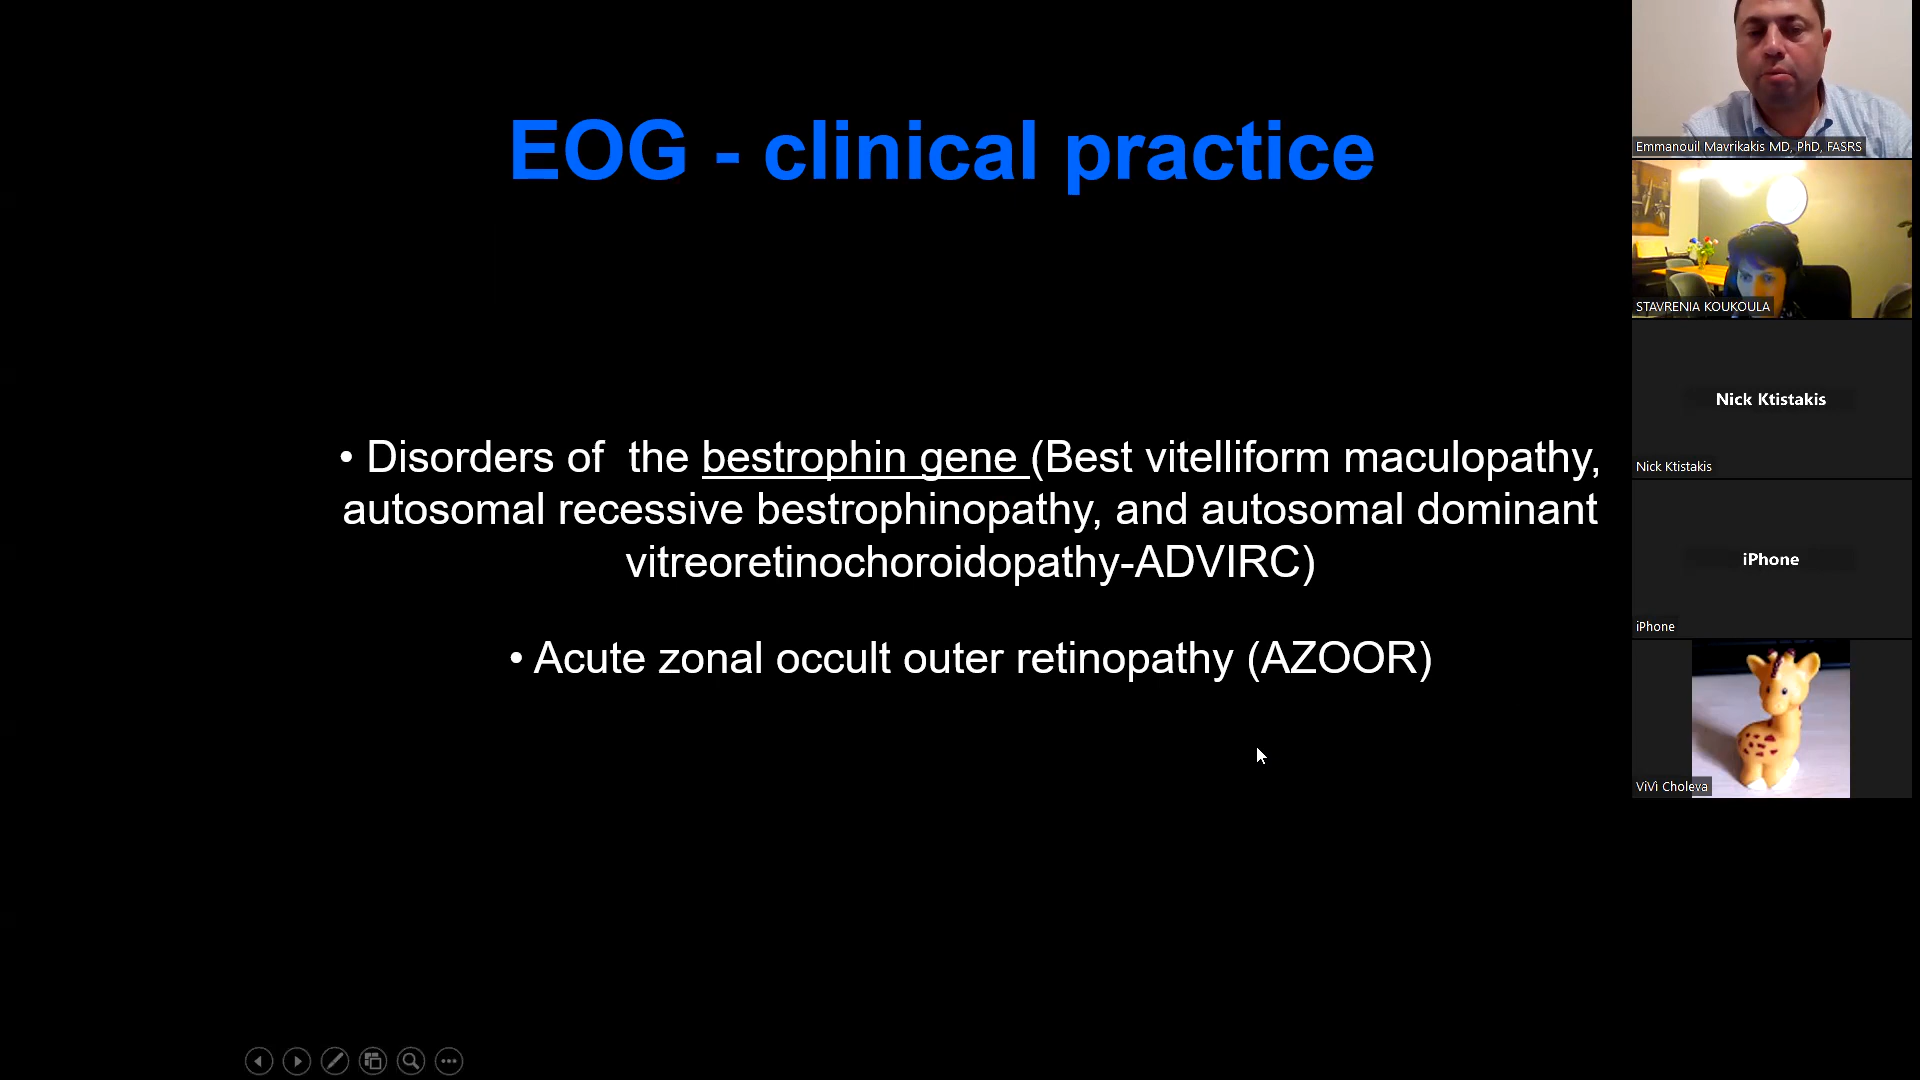 EOG - clinical practice
• Disorders of the bestrophin gene (Best vitelliform maculopathy,
autosomal recessive bestrophinopathy, and autosomal dominant
vitreoretinochoroidopathy-ADVIRC)
• Acute zonal occult outer retinopathy (AZOOR)
Emmanouil Mavrikakis MD, PhD, FASRS
STAVRENIA KOUKOULA
Nick Ktistakis
Nick Ktistakis
iPhone
iPhone
ViVi Choleva